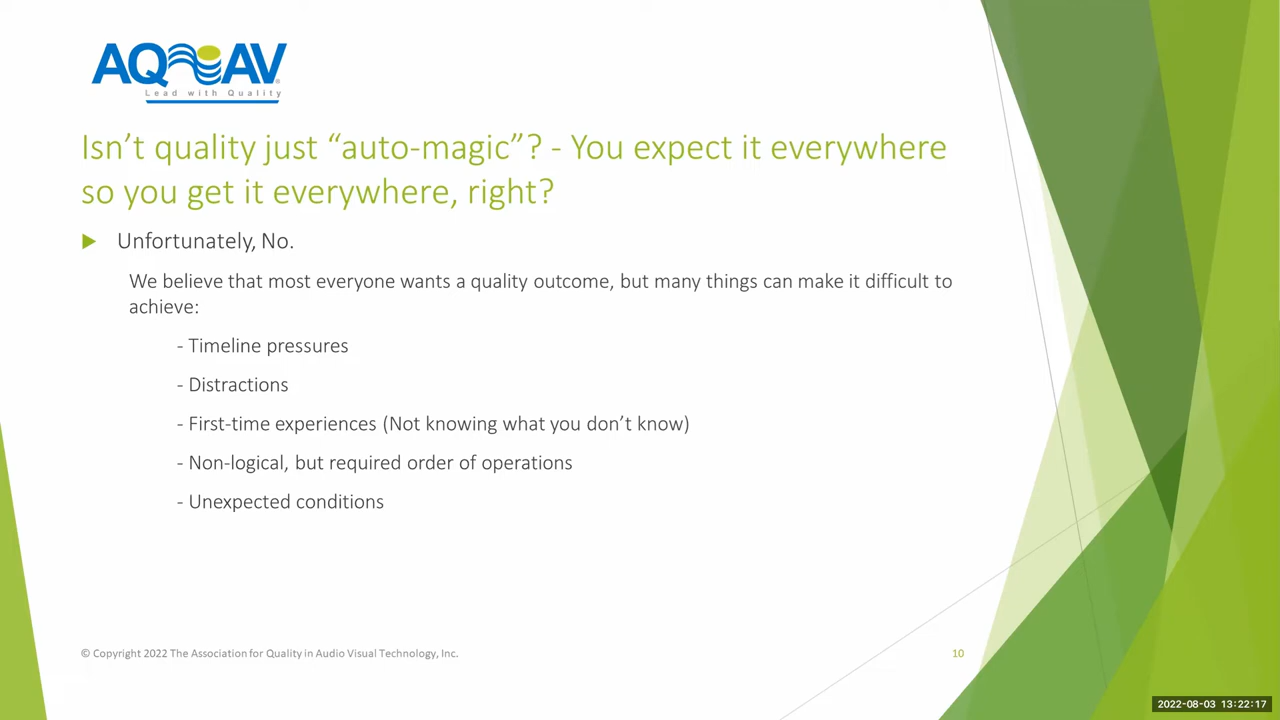 AQAV
Lead with Quality
Isn’t quality just “auto-magic”? - You expect it everywhere
so you get it everywhere, right?
Unfortunately, No.
We believe that most everyone wants a quality outcome, but many things can make it difficult to
achieve:
- Timeline pressures
- Distractions
- First-time experiences (Not knowing what you don’t know)
- Non-logical, but required order of operations
- Unexpected conditions
© Copyright 2022 The Association for Quality in Audio Visual Technology, Inc.
10
2022-08-03 13:22:17